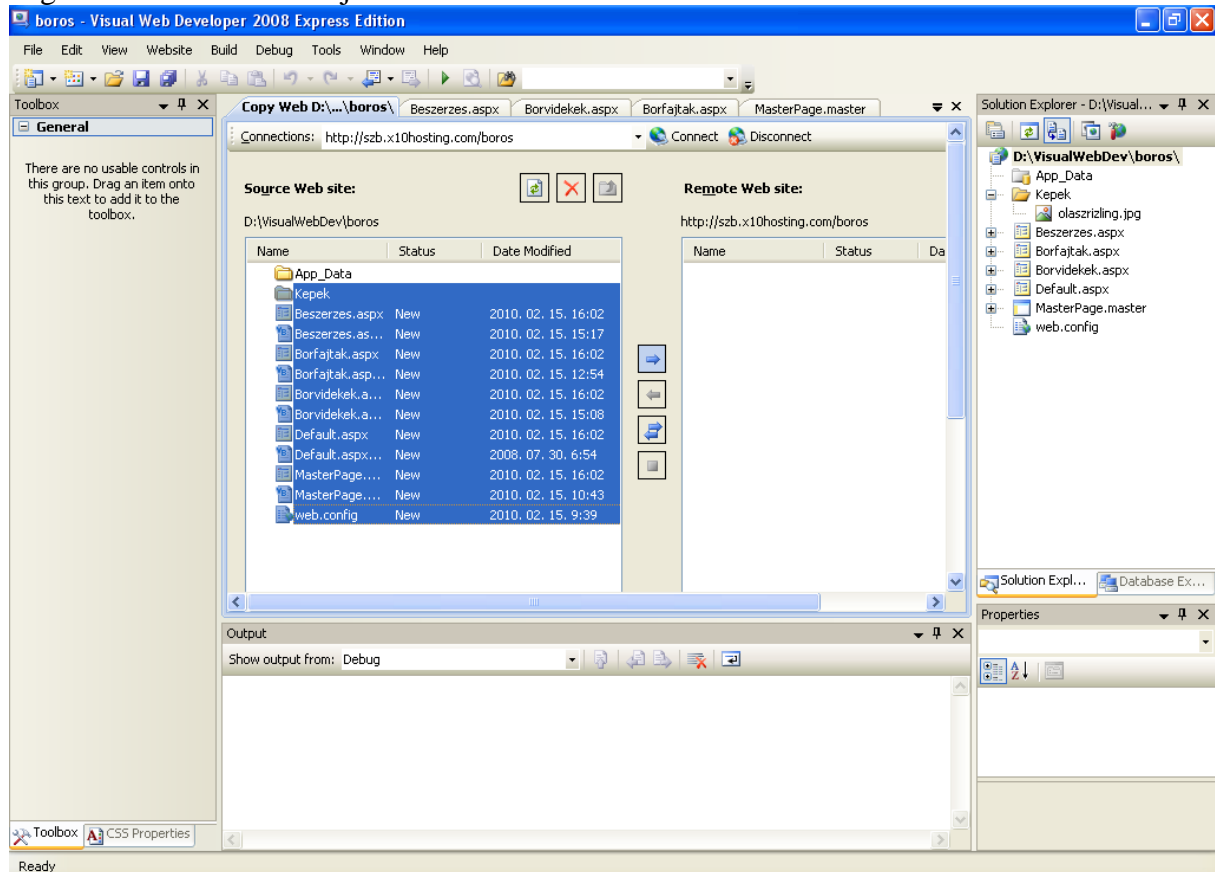 boros - Visual Web Developer 2008 Express Edition
File Edit View Website Build Debug Tools Window Help
Toolbox
General
There are no usable controls in
this group. Drag an item onto
this text to add it to the
toolbox.
Toolbox CSS Properties
Copy Web D:\...\boros\ Beszerzes.aspx Borvidekek.aspx Borfajtak.aspx MasterPage.master
Connections: http://szb.x10hosting.com/boros Connect Disconnect
Source Web site:
D:\VisualWebDev\boros
Name Status Date Modified
App_Data
Kepek
Beszerzes.aspx New 2010. 02. 15. 16:02
Beszerzes.as... New 2010. 02. 15. 15:17
Borfajtak.aspx New 2010. 02. 15. 16:02
Borfajtak.asp... New 2010. 02. 15. 12:54
Borvidekek.a... New 2010. 02. 15. 16:02
Borvidekek.a... New 2010. 02. 15. 15:08
Default.aspx New 2010. 02. 15. 16:02
Default.aspx... New 2008. 07. 30. 6:54
MasterPage.... New 2010. 02. 15. 16:02
MasterPage.... New 2010. 02. 15. 10:43
web.config New 2010. 02. 15. 9:39
Remote Web site:
http://szb.x10hosting.com/boros
Name Status Da
Output
Show output from: Debug
Solution Explorer - D:\Visual...
D:\VisualWebDev\boros\
App_Data
Kepek
olaszrizling.jpg
Beszerzes.aspx
Borfajtak.aspx
Borvidekek.aspx
Default.aspx
MasterPage.master
web.config
Solution Expl... Database Ex...
Properties
Ready